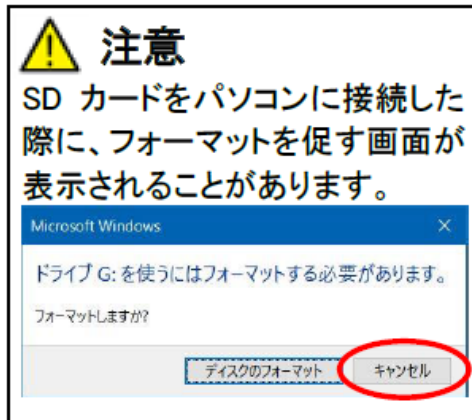 注意
SD カードをパソコンに接続した
際に、フォーマットを促す画面が
表示されることがあります。
Microsoft Windows
ドライブ G: を使うにはフォーマットする必要があります。
フォーマットしますか?
ディスクのフォーマット キャンセル